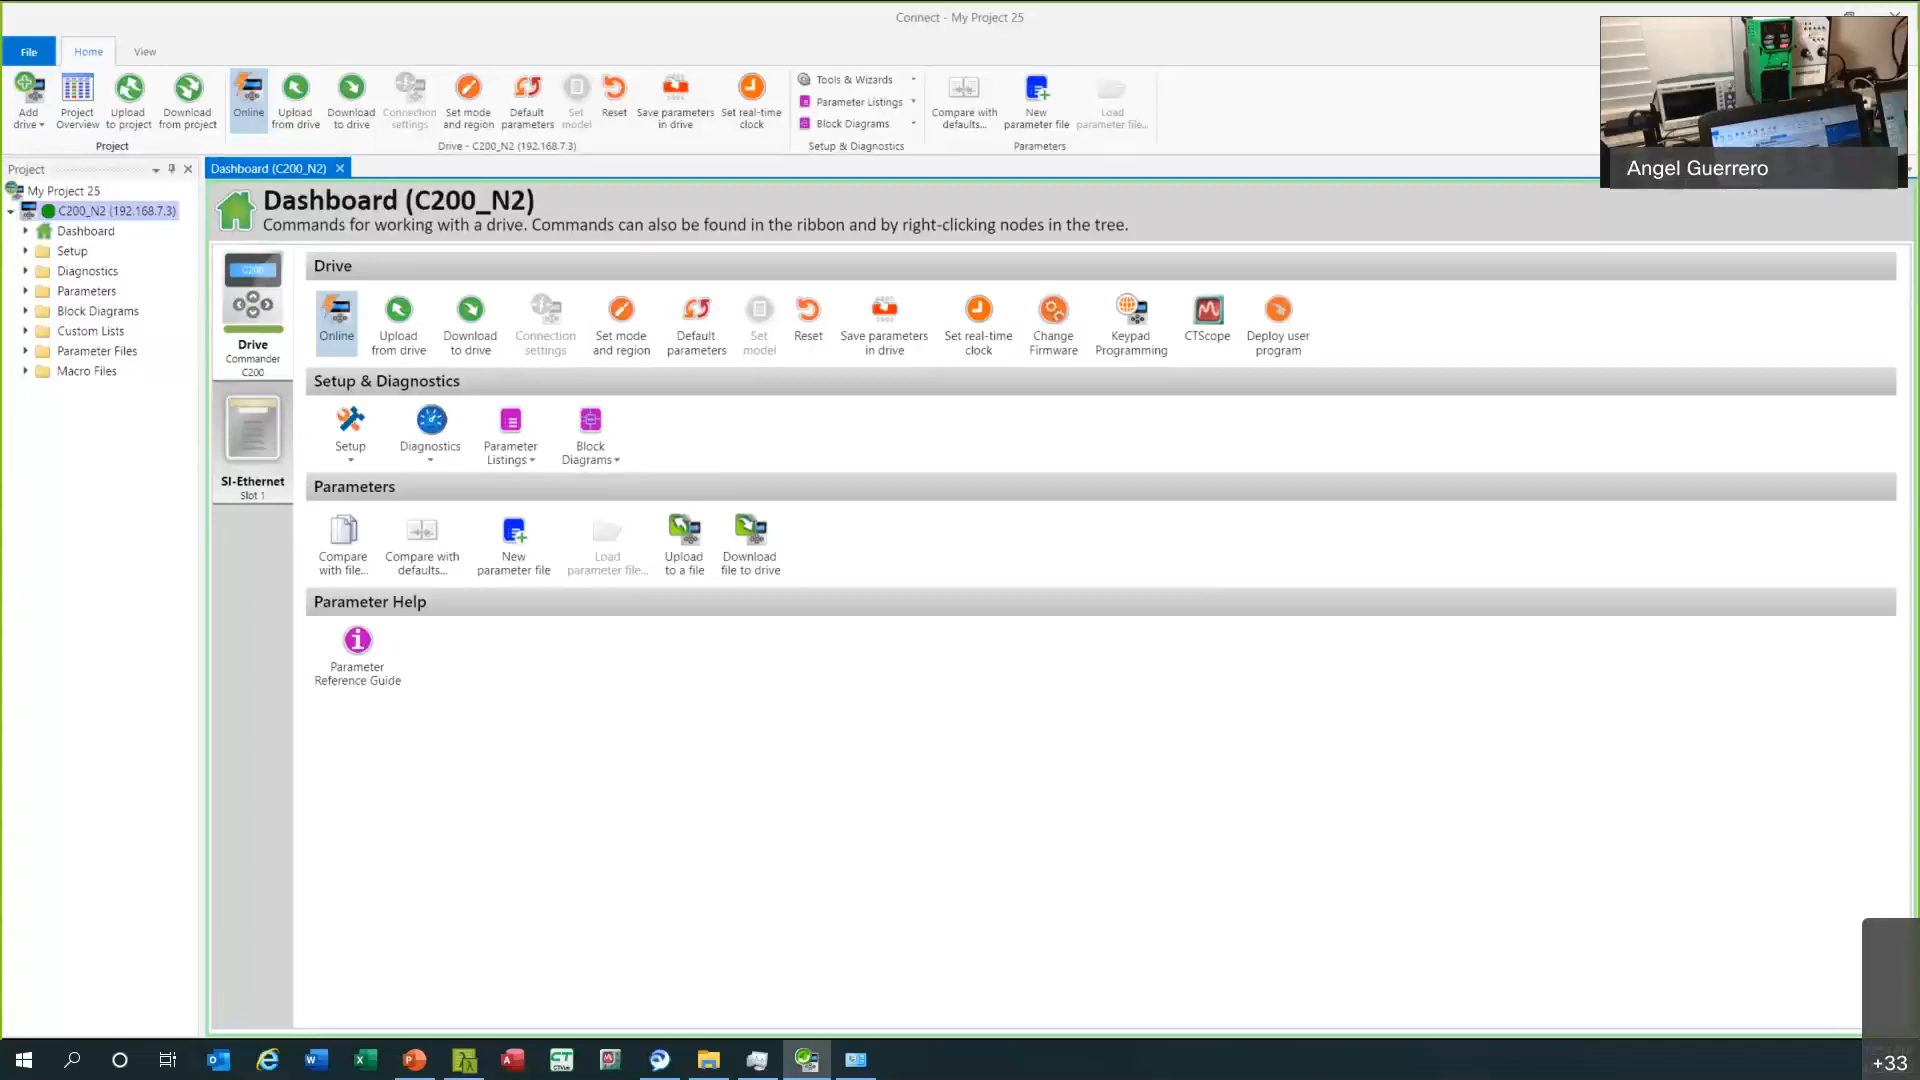 Connect - My Project 25
File
Home
View
Add drive
Project Overview
Upload to project
Download from project
Online
Upload from drive
Download to drive
Connection settings
Set mode and region
Default parameters
Set model
Reset
Save parameters in drive
Set real-time clock
Tools & Wizards
Parameter Listings
Block Diagrams
Compare with defaults...
New parameter file
Load parameter file...
Project
Drive - C200_N2 (192.168.7.3)
Setup & Diagnostics
Parameters
Angel Guerrero
Project
My Project 25
C200_N2 (192.168.7.3)
Dashboard
Setup
Diagnostics
Parameters
Block Diagrams
Custom Lists
Parameter Files
Macro Files
Dashboard (C200_N2)
Dashboard (C200_N2)
Commands for working with a drive. Commands can also be found in the ribbon and by right-clicking nodes in the tree.
C200
Drive
Commander
C200
SI-Ethernet
Slot 1
Drive
Online
Upload from drive
Download to drive
Connection settings
Set mode and region
Default parameters
Set model
Reset
Save parameters in drive
Set real-time clock
Change Firmware
Keypad Programming
CTScope
Deploy user program
Setup & Diagnostics
Setup
Diagnostics
Parameter Listings
Block Diagrams
Parameters
Compare with file...
Compare with defaults...
New parameter file
Load parameter file...
Upload to a file
Download file to drive
Parameter Help
Parameter Reference Guide
+33